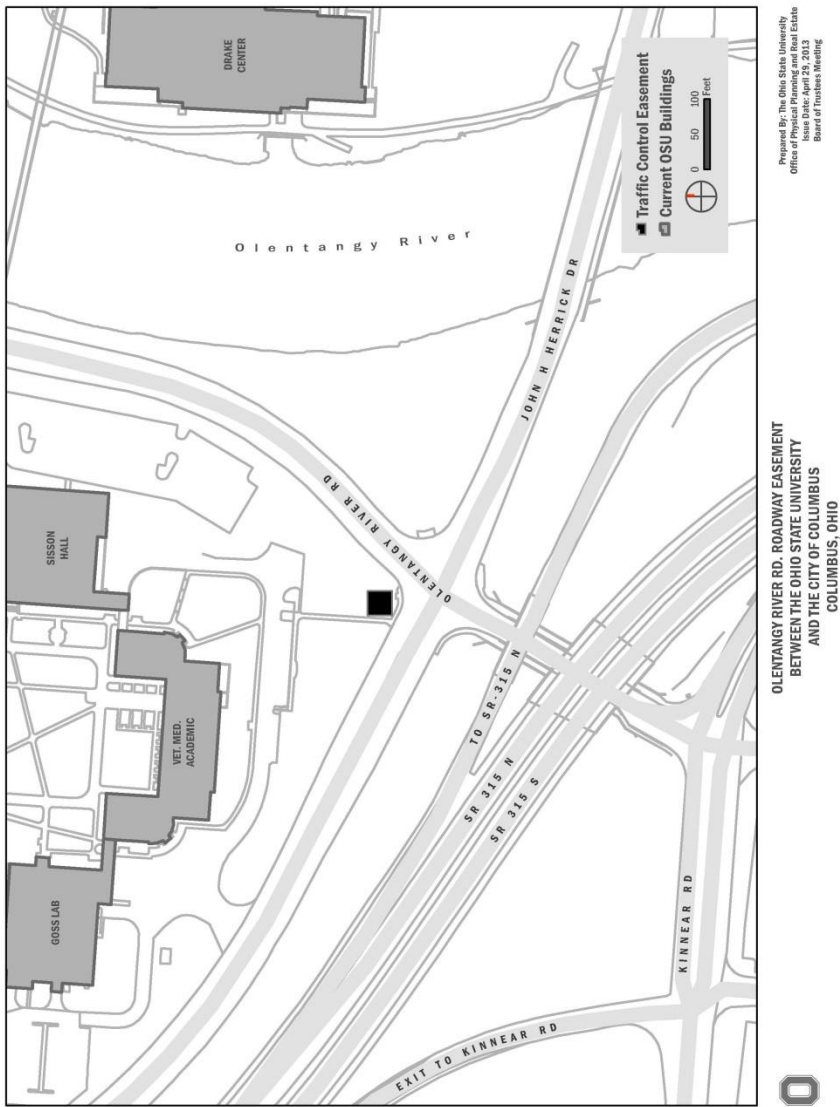 DRAKE
CENTER
SISSON
HALL
VET. MED.
ACADEMIC
GOSS LAB
Olentangy River
OLENTANGY RIVER RD
OLENTANGY
JOHN H HERRICK DR
TO SR-315 N
SR 315 N
SR 315 S
EXIT TO KINNEAR RD
KINNEAR RD
Traffic Control Easement
Current OSU Buildings
0 50 100
Feet
OLENTANGY RIVER RD. ROADWAY EASEMENT
BETWEEN THE OHIO STATE UNIVERSITY
AND THE CITY OF COLUMBUS
COLUMBUS, OHIO
Prepared By: The Ohio State University
Office of Physical Planning and Real Estate
Issue Date: April 29, 2013
Board of Trustees Meeting